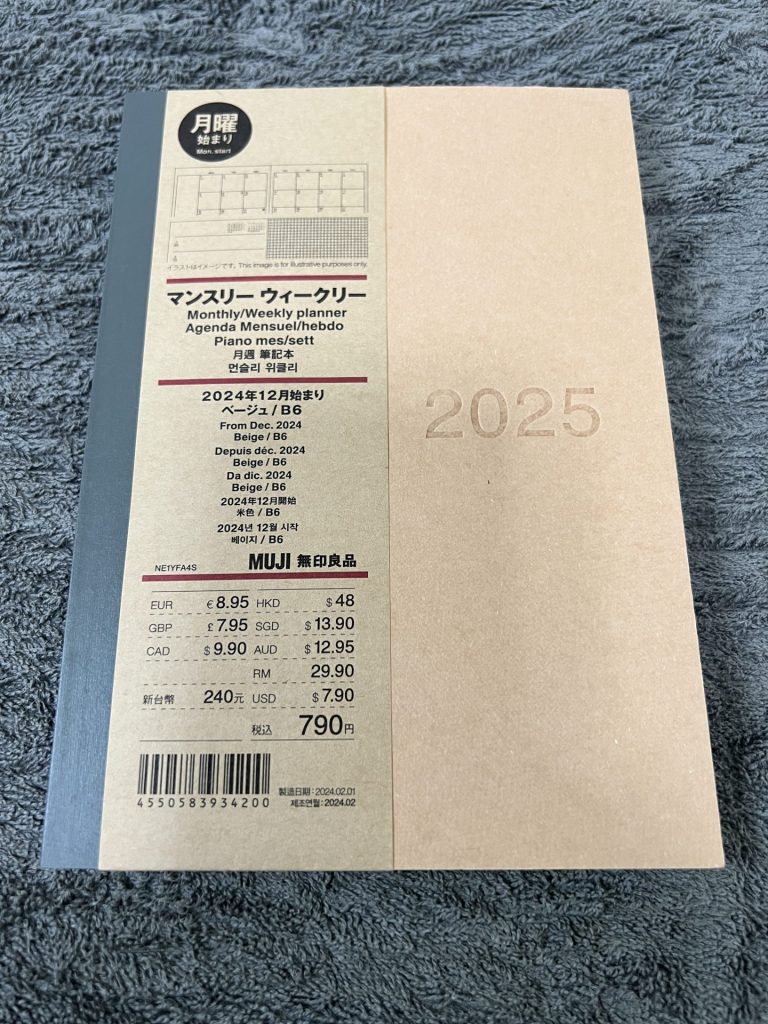 月曜
始まり
Mon. start
イラストはイメージです。This image is for illustrative purposes only.
マンスリー ウィークリー
Monthly/Weekly planner
Agenda Mensuel/hebdo
Piano mes/sett
月週 筆記本
먼슬리 위클리
2024年12月始まり
ベージュ / B6
From Dec. 2024
Beige / B6
Depuis déc. 2024
Beige / B6
Da dic. 2024
Beige / B6
2024年12月開始
米色 / B6
2024년 12월 시작
베이지 / B6
NE1YFA4S MUJI 無印良品
EUR € 8.95 HKD $ 48
GBP £ 7.95 SGD $ 13.90
CAD $ 9.90 AUD $ 12.95
RM 29.90
新台幣 240元 USD $ 7.90
税込 790円
4550583934200
製造日期 : 2024.02.01
제조연월 : 2024.02
2025